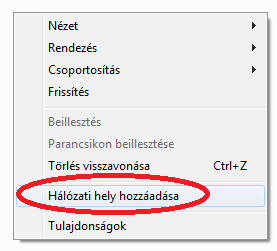 Nézet
Rendezés
Csoportosítás
Frissítés
Beillesztés
Parancsikon beillesztése
Törlés visszavonása Ctrl+Z
Hálózati hely hozzáadása
Tulajdonságok